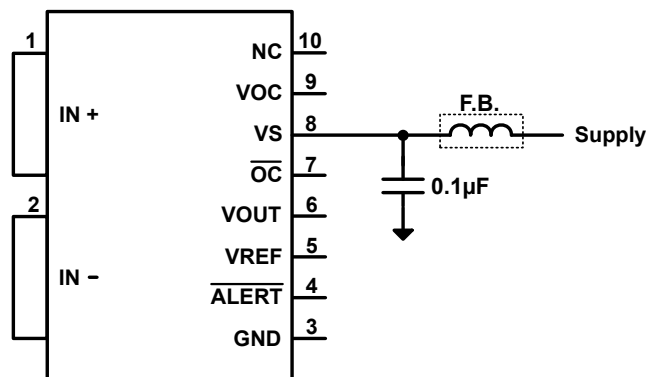 1
IN +
2
IN −
NC 10
VOC 9
VS 8
OC 7
VOUT 6
VREF 5
ALERT 4
GND 3
F.B.
Supply
0.1µF